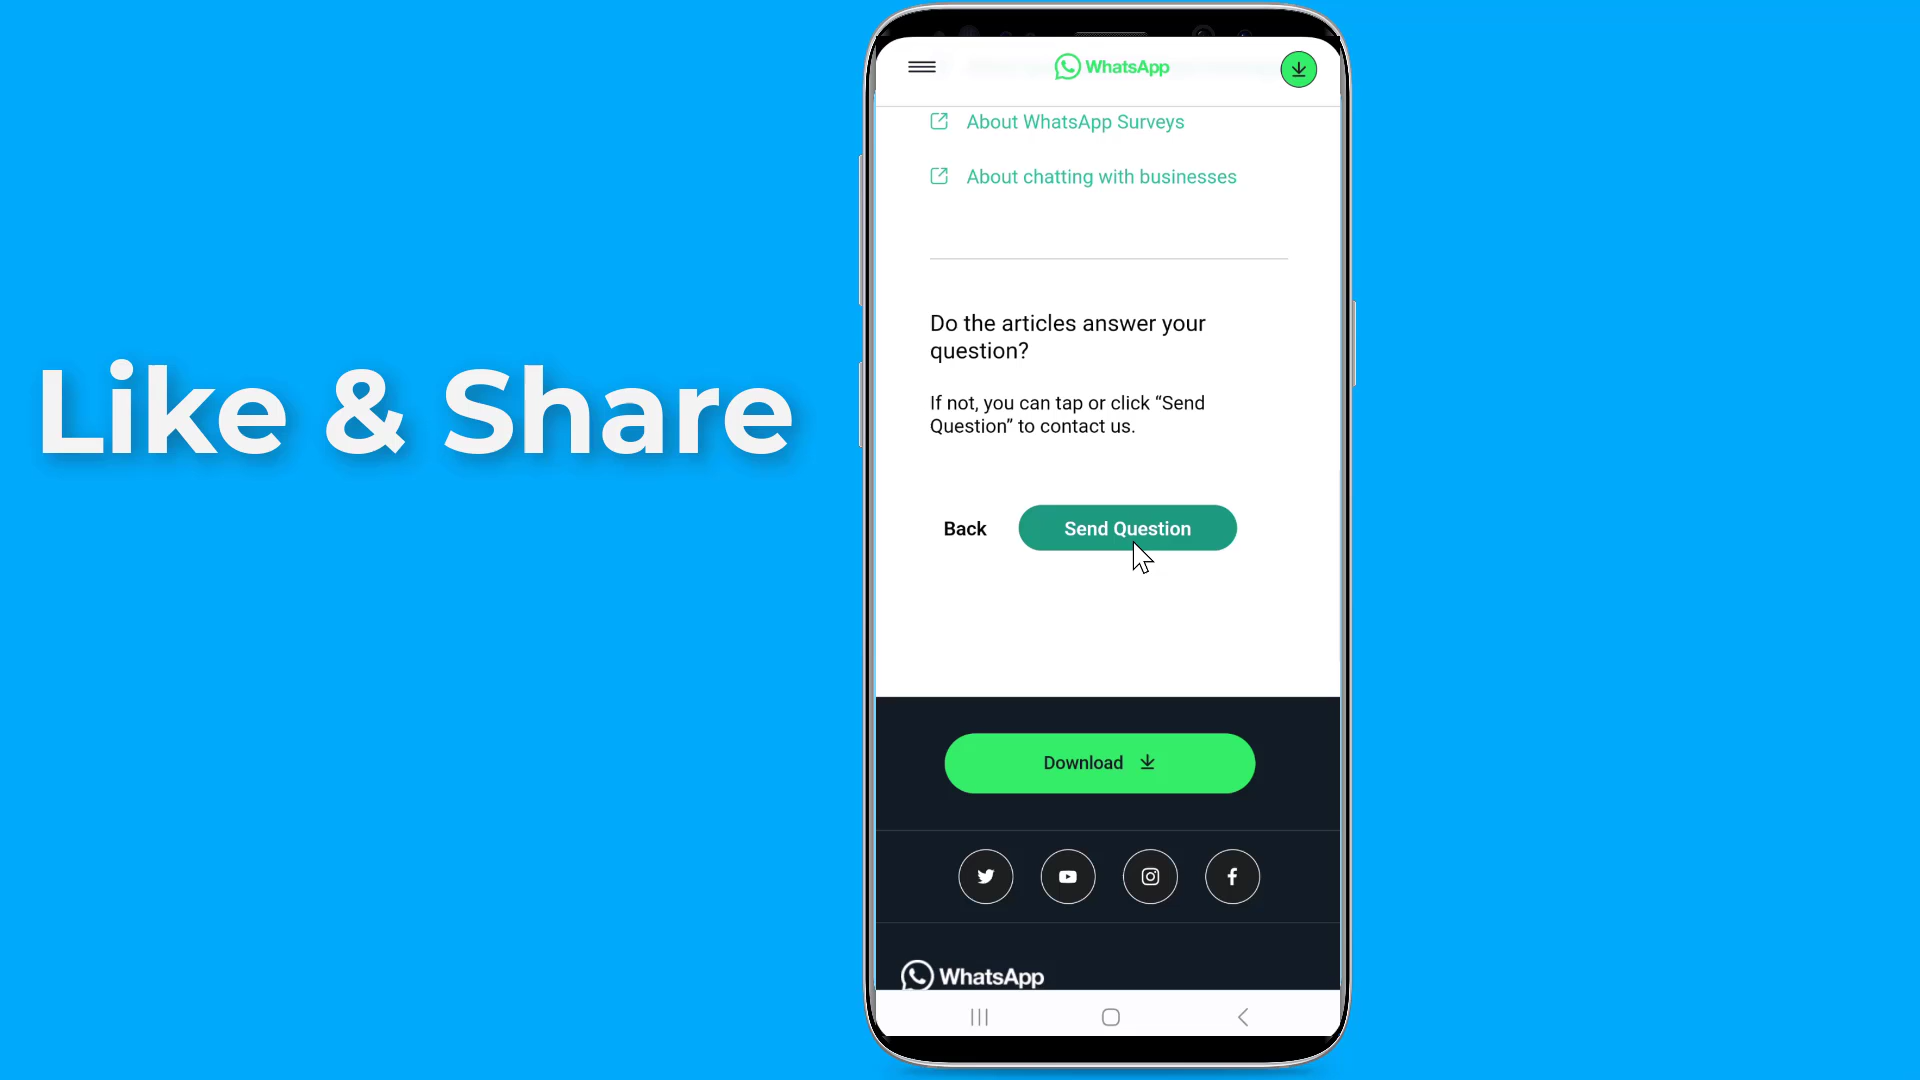 Like & Share
WhatsApp
About WhatsApp Surveys
About chatting with businesses
Do the articles answer your
question?
If not, you can tap or click “Send
Question” to contact us.
Back
Send Question
Download
WhatsApp